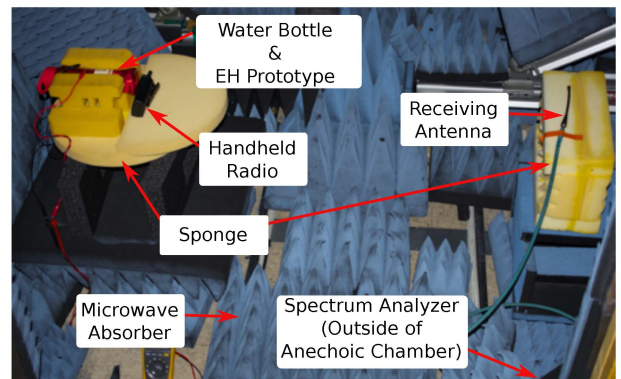 Water Bottle
&
EH Prototype
Receiving
Antenna
Handheld
Radio
Sponge
Microwave
Absorber
Spectrum Analyzer
(Outside of
Anechoic Chamber)